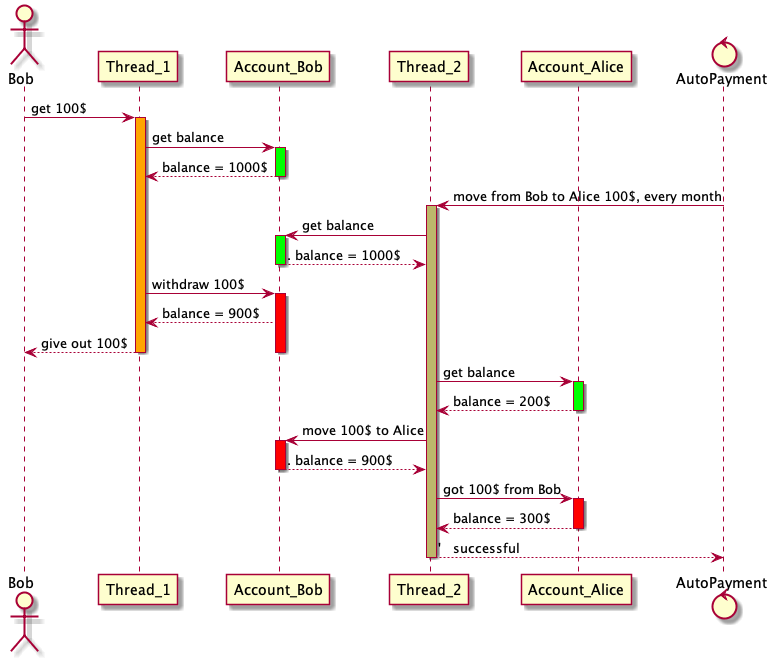 Bob
Thread_1
Account_Bob
Thread_2
Account_Alice
AutoPayment
get 100$
get balance
balance = 1000$
move from Bob to Alice 100$, every month
get balance
. balance = 1000$
withdraw 100$
balance = 900$
give out 100$
get balance
balance = 200$
move 100$ to Alice
. balance = 900$
got 100$ from Bob
balance = 300$
' successful
Bob
Thread_1
Account_Bob
Thread_2
Account_Alice
AutoPayment